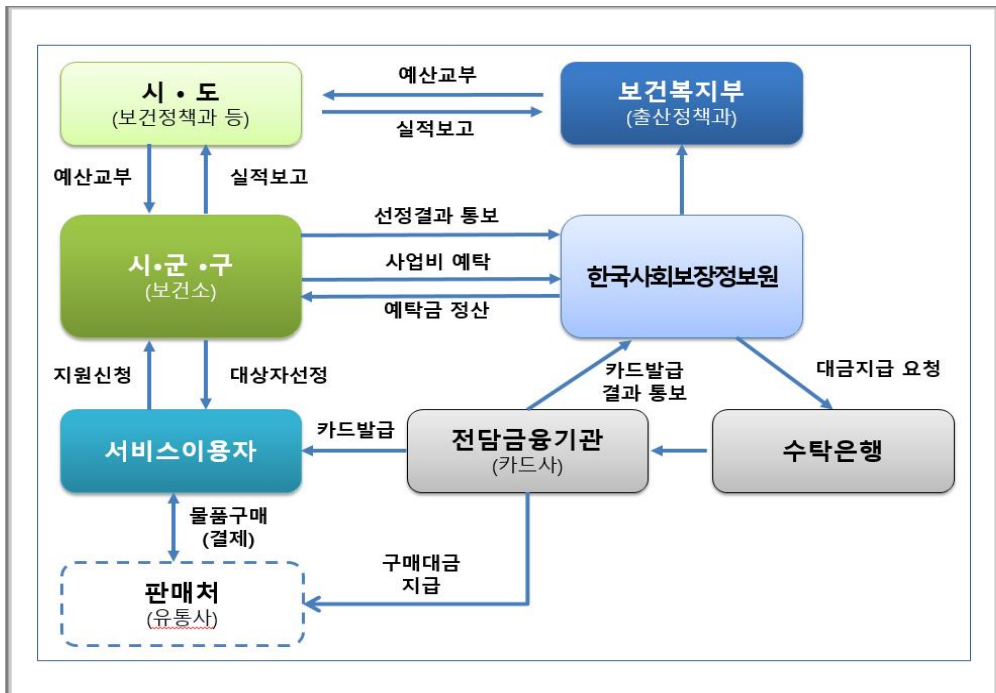 시 • 도
(보건정책과 등)
예산교부
실적보고
보건복지부
(출산정책과)
예산교부
실적보고
시•군 •구
(보건소)
선정결과 통보
사업비 예탁
예탁금 정산
한국사회보장정보원
지원신청
대상자선정
카드발급
결과 통보
대금지급 요청
서비스이용자
카드발급
전담금융기관
(카드사)
수탁은행
물품구매
(결제)
구매대금
지급
판매처
(유통사)